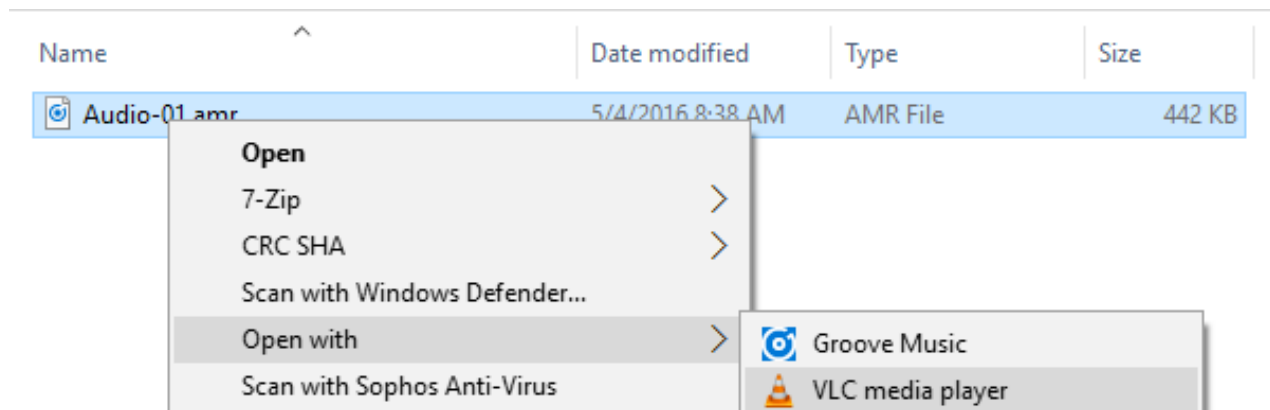 Name Date modified Type Size
Audio-01.amr 5/4/2016 8:38 AM AMR File 442 KB
Open
7-Zip
CRC SHA
Scan with Windows Defender...
Open with
Groove Music
Scan with Sophos Anti-Virus
VLC media player